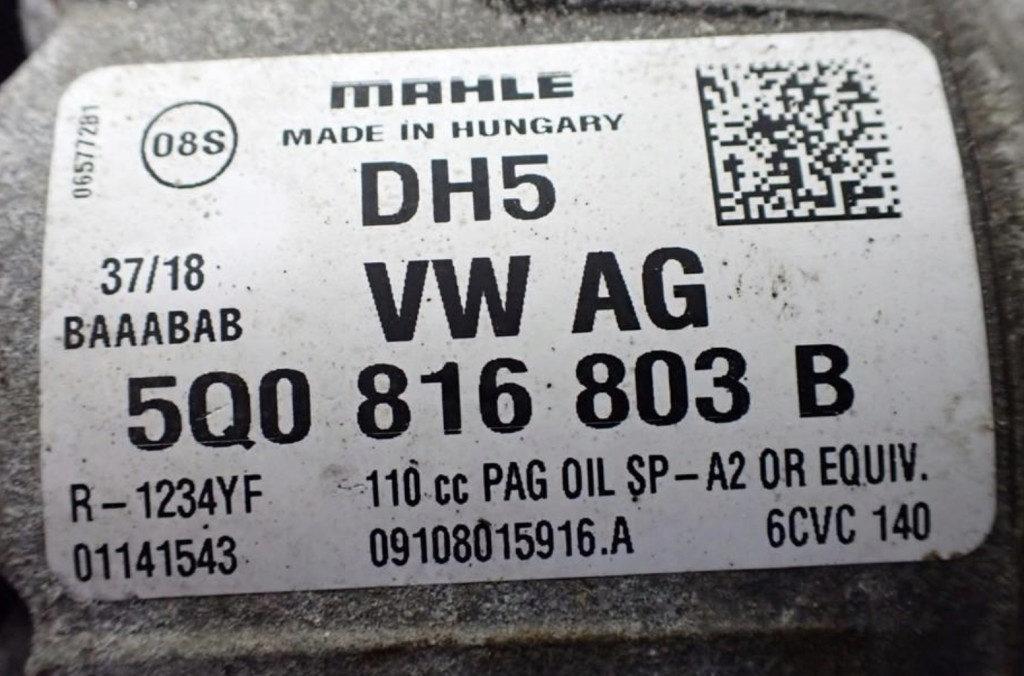 065777281
08S
MAHLE
MADE IN HUNGARY
DH5
37/18
BAAABAB
VW AG
5Q0 816 803 B
R-1234YF 110 cc PAG OIL SP-A2 OR EQUIV.
01141543 09108015916.A 6CVC 140